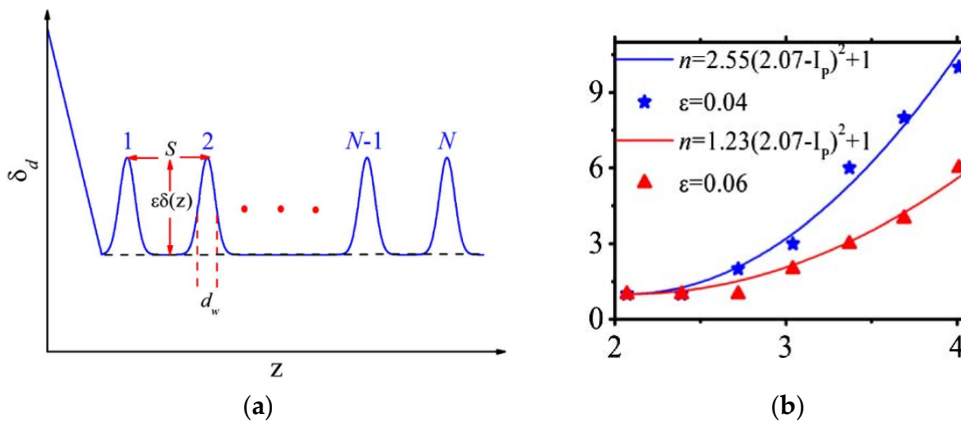 δd
1
2
N-1
N
S
εδ(z)
dw
z
(a)
n=2.55(2.07-Ip)²+1
ε=0.04
n=1.23(2.07-Ip)²+1
ε=0.06
9
6
3
0
2
3
4
(b)